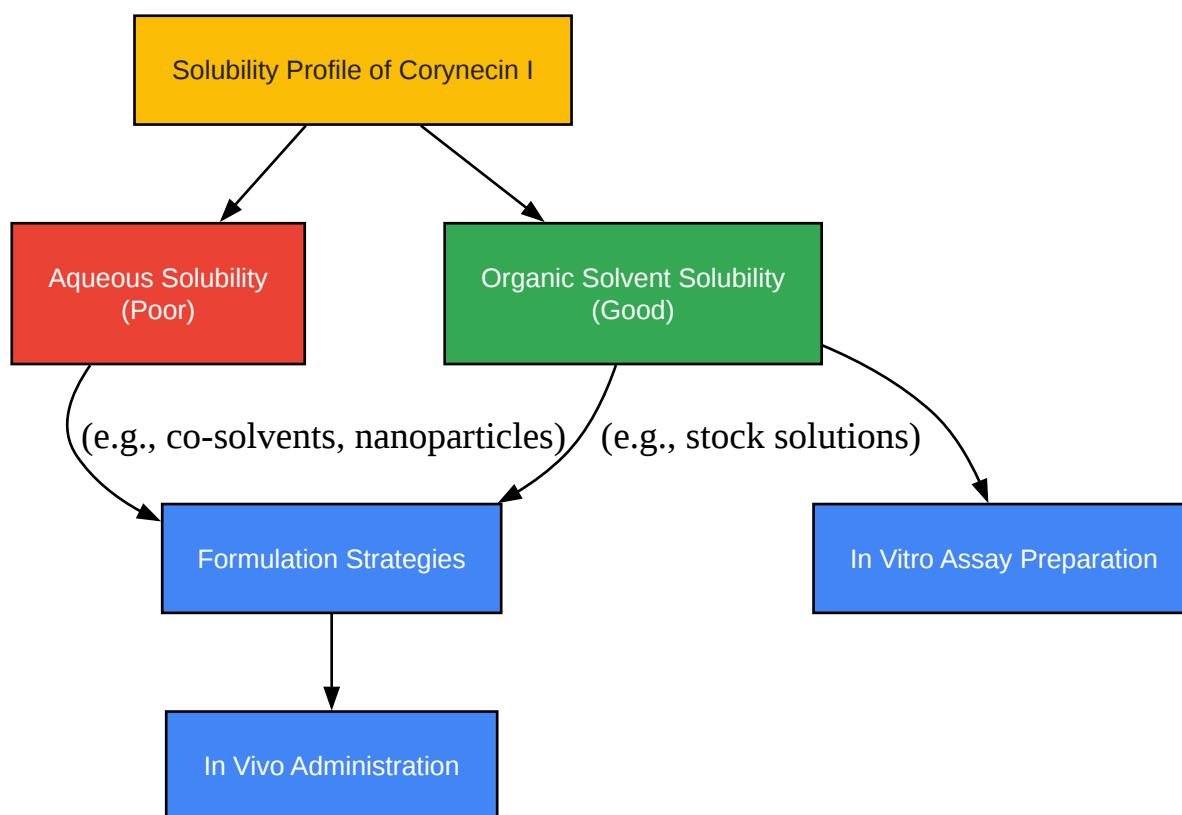 Solubility Profile of Corynecin I
Aqueous Solubility
(Poor)
Organic Solvent Solubility
(Good)
(e.g., co-solvents, nanoparticles)
(e.g., stock solutions)
Formulation Strategies
In Vitro Assay Preparation
In Vivo Administration